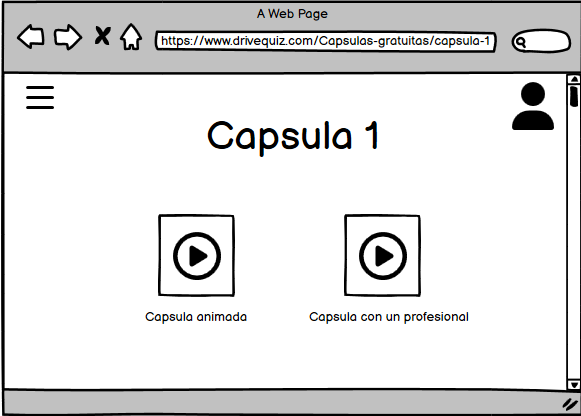 A Web Page
https://www.drivequiz.com/Capsulas-gratuitas/capsula-1
Capsula 1
Capsula animada
Capsula con un profesional